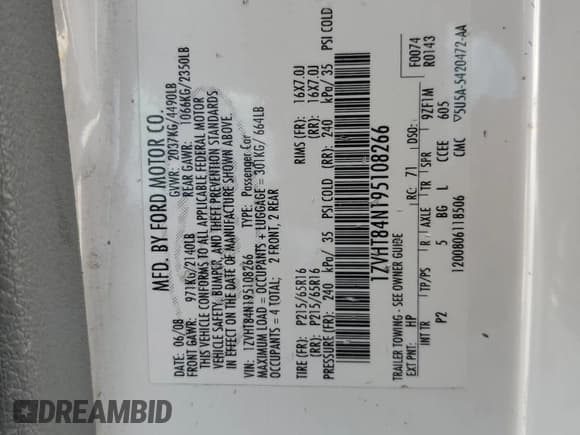 MFD. BY FORD MOTOR CO.
DATE: 06/08 GVWR: 2037KG/4490LB
FRONT GAWR: 971KG/2140LB REAR GAWR: 1066KG/2350LB
THIS VEHICLE CONFORMS TO ALL APPLICABLE FEDERAL MOTOR
VEHICLE SAFETY, BUMPER, AND THEFT PREVENTION STANDARDS
IN EFFECT ON THE DATE OF MANUFACTURE SHOWN ABOVE.
VIN: 1ZVHT84N195108266 TYPE: Passenger Car
MAXIMUM LOAD = OCCUPANTS + LUGGAGE = 301KG/ 664LB
OCCUPANTS = 4 (TOTAL) 2 FRONT, 2 REAR
TIRE (FR): P215/65R16 RIMS (FR): 16X7.0J
(RR): P215/65R16 (RR): 16X7.0J
PRESSURE (FR): 240 kPa/ 35 PSI COLD (RR): 240 kPa/ 35 PSI COLD
1ZVHT84N195108266
TRAILER TOWING - SEE OWNER GUIDE F0074
EXT PNT: HP RC: 71 DSO: R0143
INT TR TP/PS R AXLE TR SPR 9ZF1M
P2 5 BG L CCEE 605
1200806111B506 CMC ▽5U5A-5420472-AA
DREAMBID